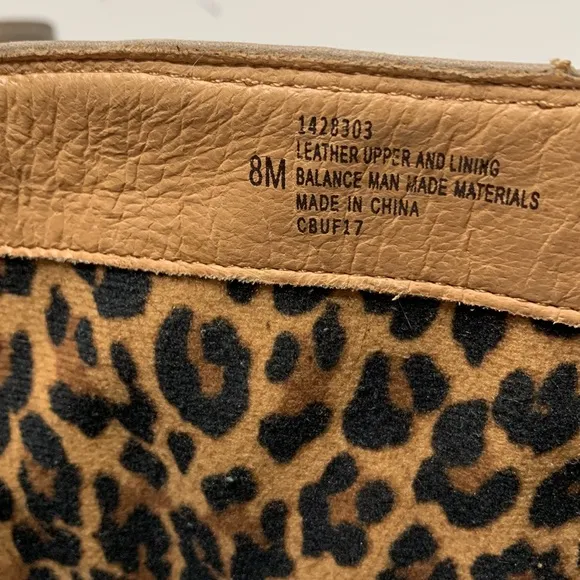 1428303
LEATHER UPPER AND LINING
8M BALANCE MAN MADE MATERIALS
MADE IN CHINA
CBUF17